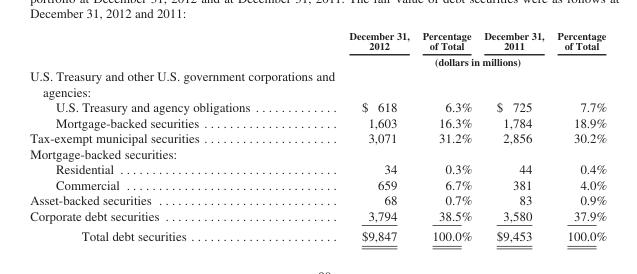 portfolio at December 31, 2012 and at December 31, 2011. The fair value of debt securities were as follows at
December 31, 2012 and 2011:
December 31, 2012 Percentage of Total December 31, 2011 Percentage of Total
(dollars in millions)
U.S. Treasury and other U.S. government corporations and
agencies:
U.S. Treasury and agency obligations ............. $ 618 6.3% $ 725 7.7%
Mortgage-backed securities ..................... 1,603 16.3% 1,784 18.9%
Tax-exempt municipal securities ..................... 3,071 31.2% 2,856 30.2%
Mortgage-backed securities:
Residential ................................. 34 0.3% 44 0.4%
Commercial ................................ 659 6.7% 381 4.0%
Asset-backed securities ........................... 68 0.7% 83 0.9%
Corporate debt securities .......................... 3,794 38.5% 3,580 37.9%
Total debt securities ....................... $9,847 100.0% $9,453 100.0%